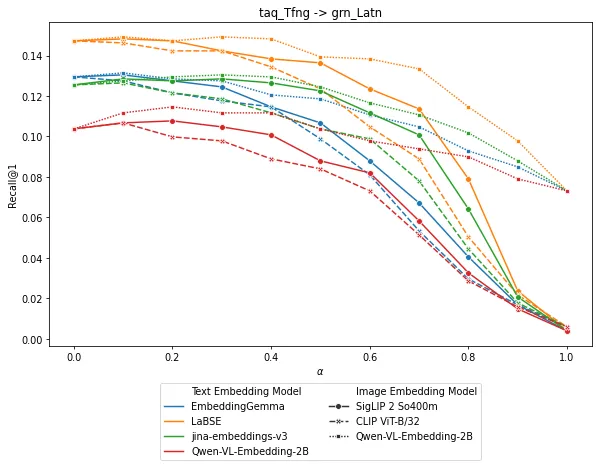 taq_Tfng -> grn_Latn
Recall@1
0.14
0.12
0.10
0.08
0.06
0.04
0.02
0.00
0.0 0.2 0.4 0.6 0.8 1.0
α
Text Embedding Model Image Embedding Model
EmbeddingGemma SigLIP 2 So400m
LaBSE CLIP ViT-B/32
jina-embeddings-v3 Qwen-VL-Embedding-2B
Qwen-VL-Embedding-2B